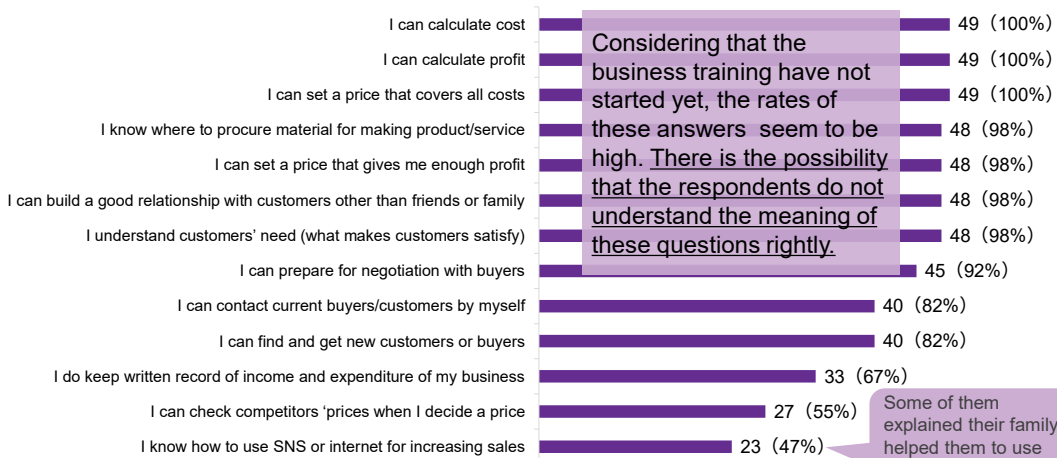 I can calculate cost 49（100%）
I can calculate profit 49（100%）
I can set a price that covers all costs 49（100%）
I know where to procure material for making product/service 48（98%）
I can set a price that gives me enough profit 48（98%）
I can build a good relationship with customers other than friends or family 48（98%）
I understand customers' need (what makes customers satisfy) 48（98%）
I can prepare for negotiation with buyers 45（92%）
I can contact current buyers/customers by myself 40（82%）
I can find and get new customers or buyers 40（82%）
I do keep written record of income and expenditure of my business 33（67%）
I can check competitors ‘prices when I decide a price 27（55%）
I know how to use SNS or internet for increasing sales 23（47%）
Considering that the
business training have not
started yet, the rates of
these answers seem to be
high. There is the possibility
that the respondents do not
understand the meaning of
these questions rightly.
Some of them
explained their family
helped them to use